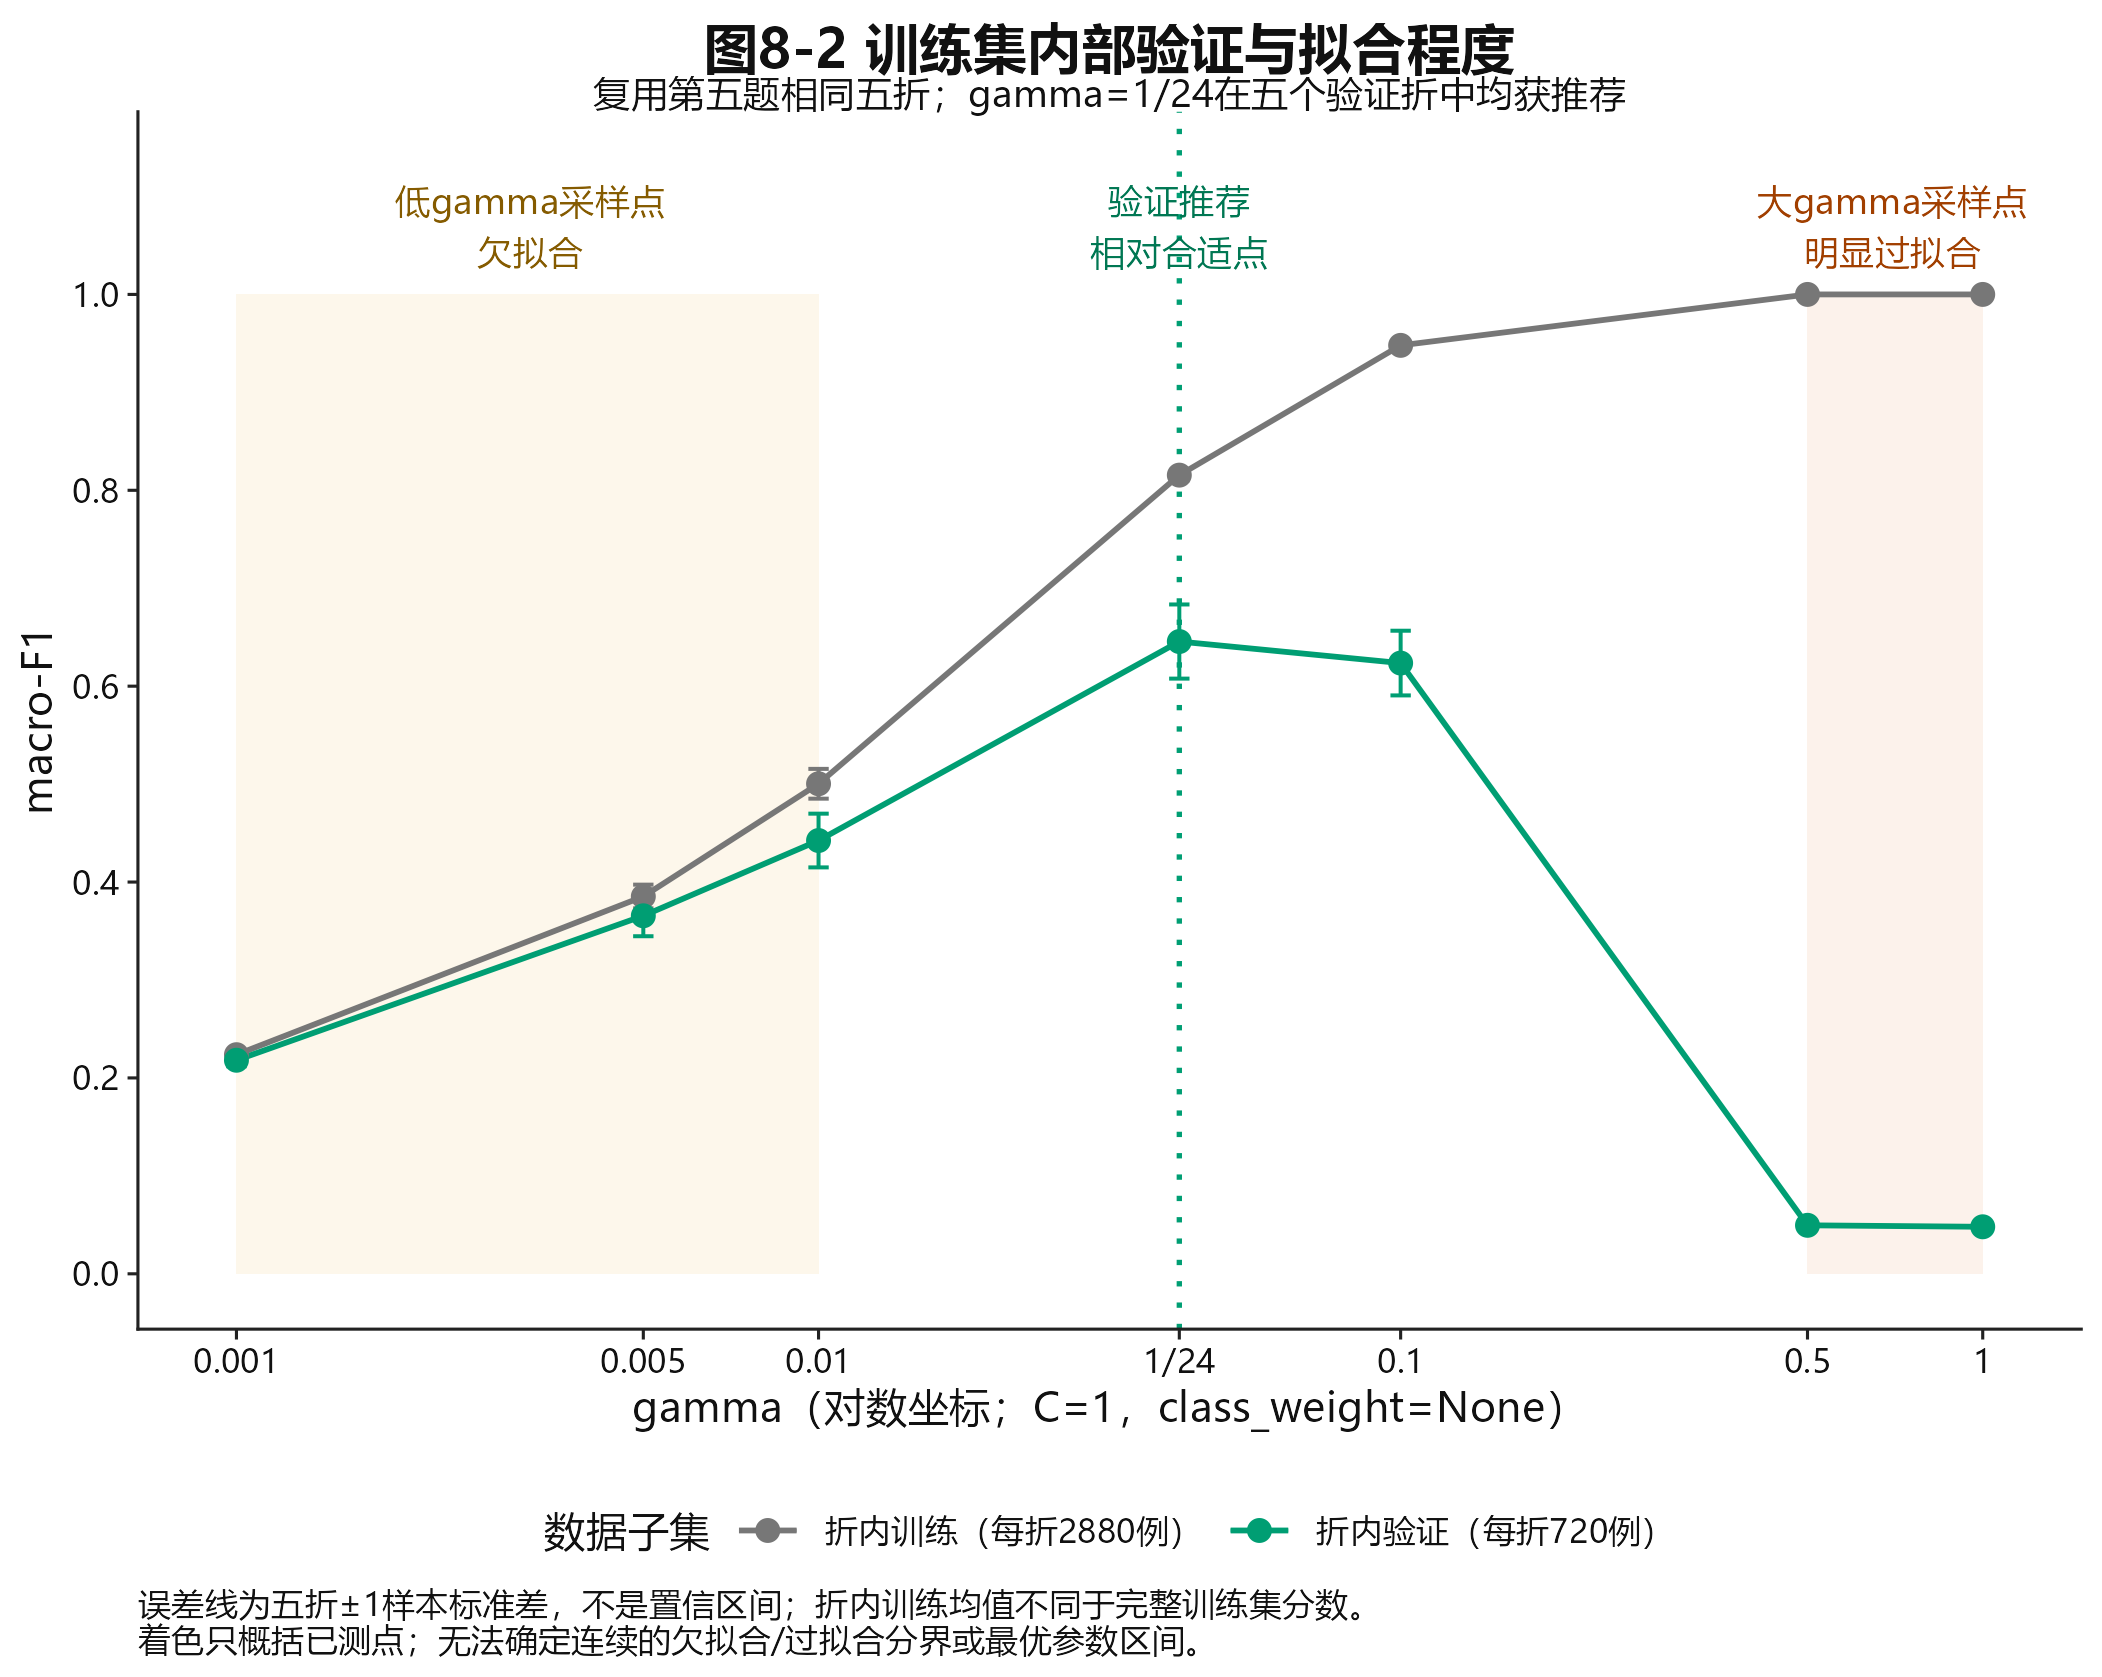 图8-2 训练集内部验证与拟合程度
复用第五题相同五折；gamma=1/24在五个验证折中均获推荐
低gamma采样点
欠拟合
验证推荐
相对合适点
大gamma采样点
明显过拟合
macro-F1
1.0
0.8
0.6
0.4
0.2
0.0
0.001
0.005
0.01
1/24
0.1
0.5
1
gamma（对数坐标；C=1，class_weight=None）
数据子集
折内训练（每折2880例）
折内验证（每折720例）
误差线为五折±1样本标准差，不是置信区间；折内训练均值不同于完整训练集分数。
着色只概括已测点；无法确定连续的欠拟合/过拟合分界或最优参数区间。